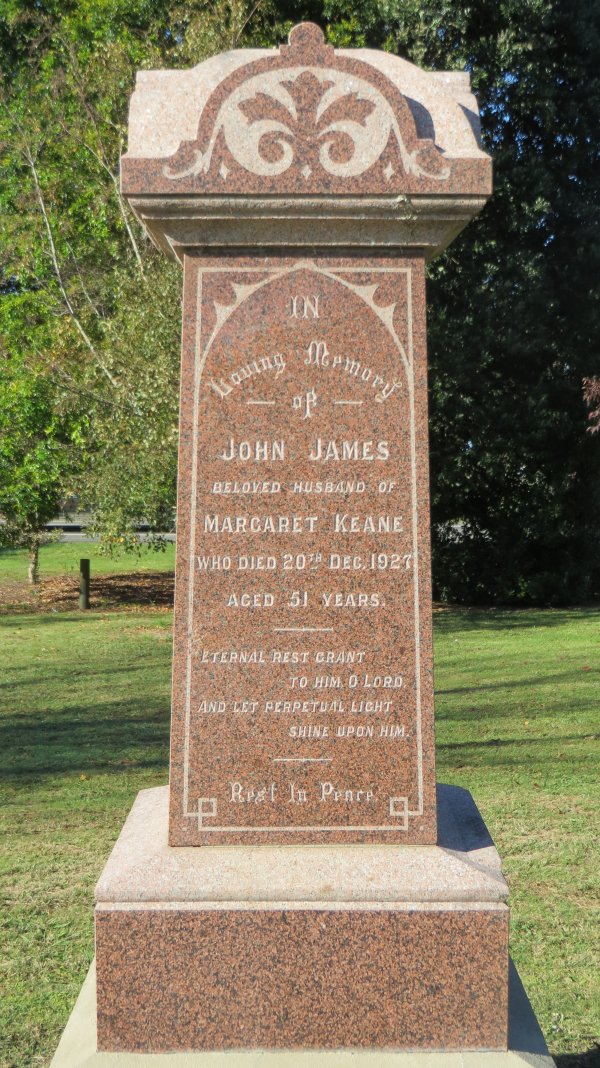 IN
Loving Memory
of
JOHN JAMES
BELOVED HUSBAND OF
MARGARET KEANE
WHO DIED 20TH DEC. 1927
AGED 51 YEARS.
ETERNAL REST GRANT
TO HIM, O LORD,
AND LET PERPETUAL LIGHT
SHINE UPON HIM.
Rest In Peace